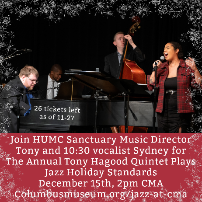 26 tickets left
as of 11-27
Join HUMC Sanctuary Music Director
Tony and 10:30 vocalist Sydney for
The Annual Tony Hagood Quintet Plays
Jazz Holiday Standards
December 15th, 2pm CMA
Columbusmuseum.org/jazz-at-cma